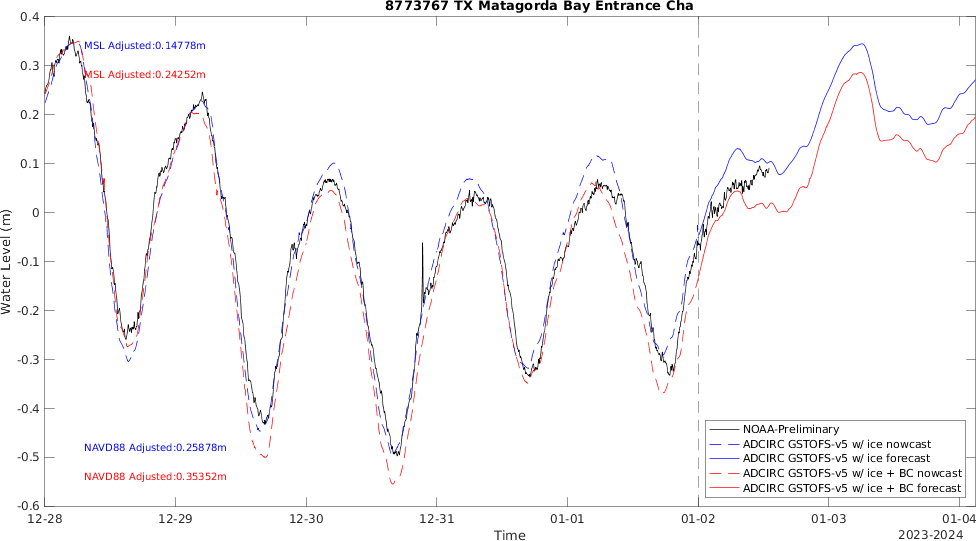 8773767 TX Matagorda Bay Entrance Cha
0.4
0.3
0.2
0.1
0
-0.1
-0.2
-0.3
-0.4
-0.5
-0.6
Water Level (m)
MSL Adjusted:0.14778m
MSL Adjusted:0.24252m
NAVD88 Adjusted:0.25878m
NAVD88 Adjusted:0.35352m
NOAA-Preliminary
ADCIRC GSTOFS-v5 w/ ice nowcast
ADCIRC GSTOFS-v5 w/ ice forecast
ADCIRC GSTOFS-v5 w/ ice + BC nowcast
ADCIRC GSTOFS-v5 w/ ice + BC forecast
12-28 12-29 12-30 12-31 01-01 01-02 01-03 01-04
Time
2023-2024